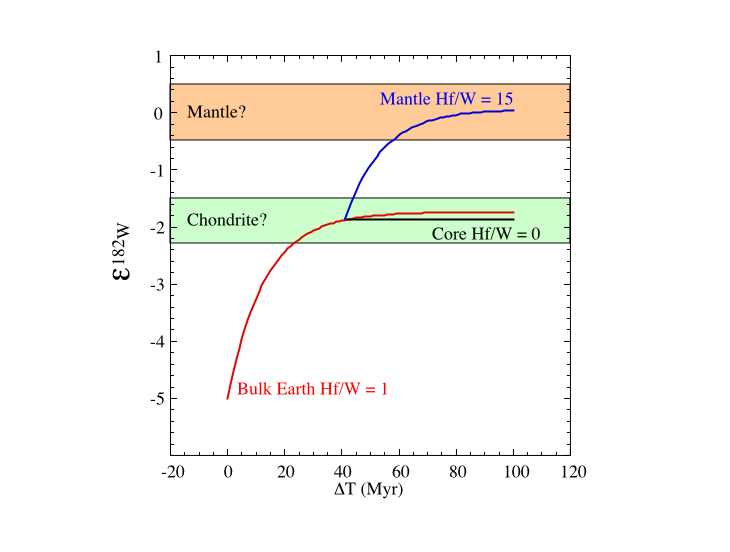 1
0
-1
-2
-3
-4
-5
ε182W
Mantle Hf/W = 15
Mantle?
Chondrite?
Core Hf/W = 0
Bulk Earth Hf/W = 1
-20 0 20 40 60 80 100 120
ΔT (Myr)